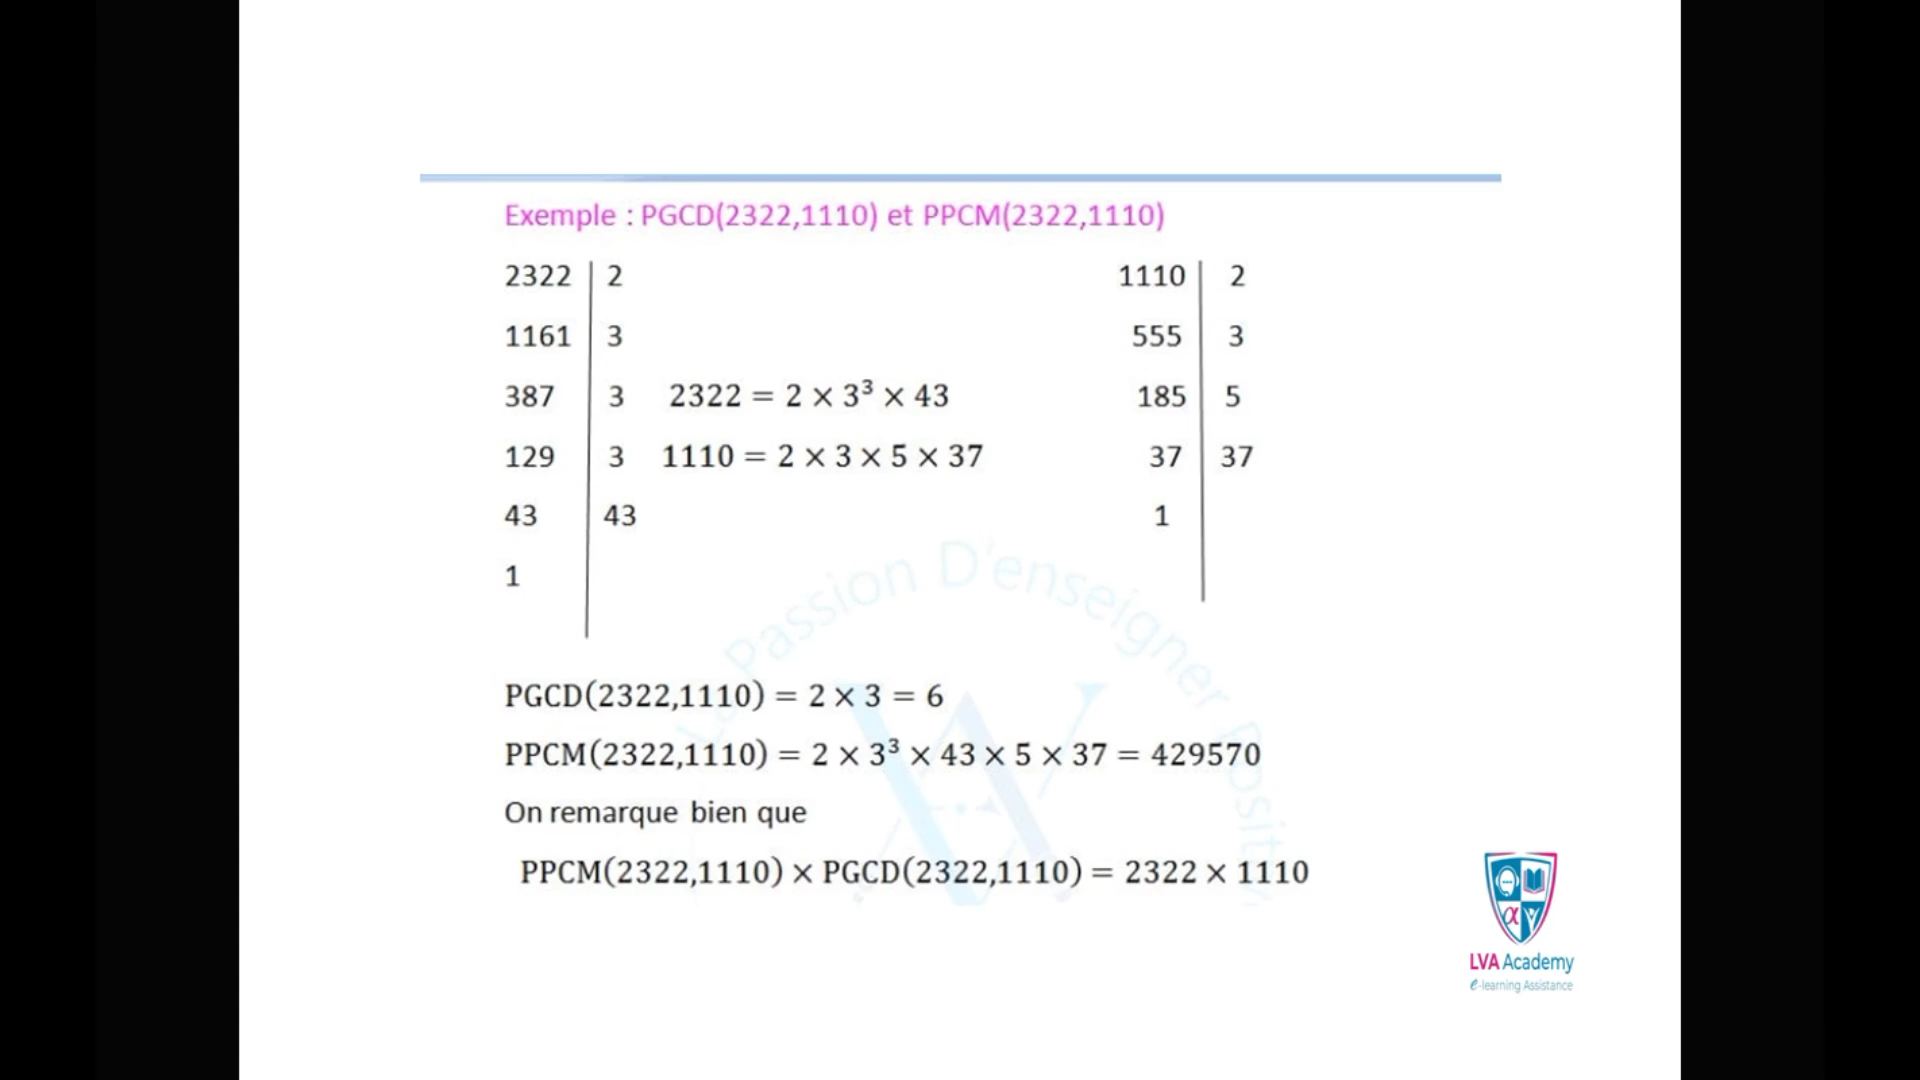 Exemple : PGCD(2322,1110) et PPCM(2322,1110)
2322 2
1161 3
387 3
129 3
43 43
1
2322 = 2 × 3³ × 43
1110 = 2 × 3 × 5 × 37
1110 2
555 3
185 5
37 37
1
PGCD(2322,1110) = 2 × 3 = 6
PPCM(2322,1110) = 2 × 3³ × 43 × 5 × 37 = 429570
On remarque bien que
PPCM(2322,1110) × PGCD(2322,1110) = 2322 × 1110
La Passion D'enseigner
LVA Academy
e-learning Assistance